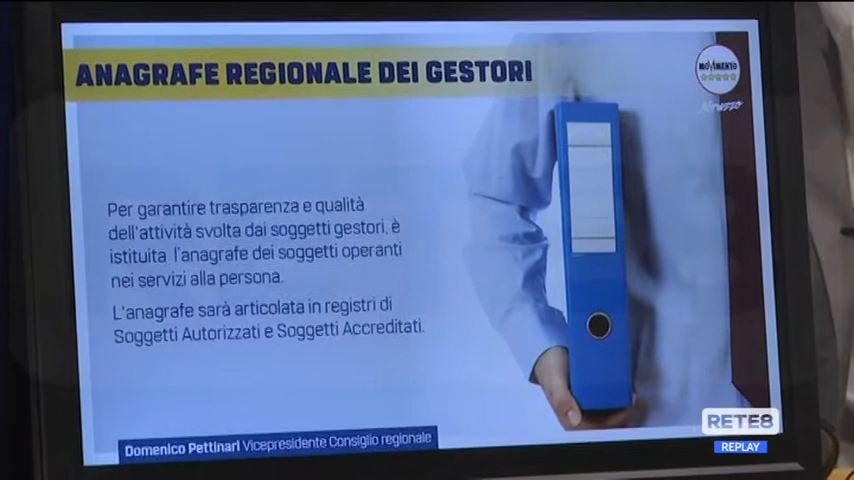 ANAGRAFE REGIONALE DEI GESTORI
MOVIMENTO
Abruzzo
Per garantire trasparenza e qualità
dell'attività svolta dai soggetti gestori, è
istituita l'anagrafe dei soggetti operanti
nei servizi alla persona.
L'anagrafe sarà articolata in registri di
Soggetti Autorizzati e Soggetti Accreditati.
Domenico Pettinari Vicepresidente Consiglio regionale
RETE8
REPLAY